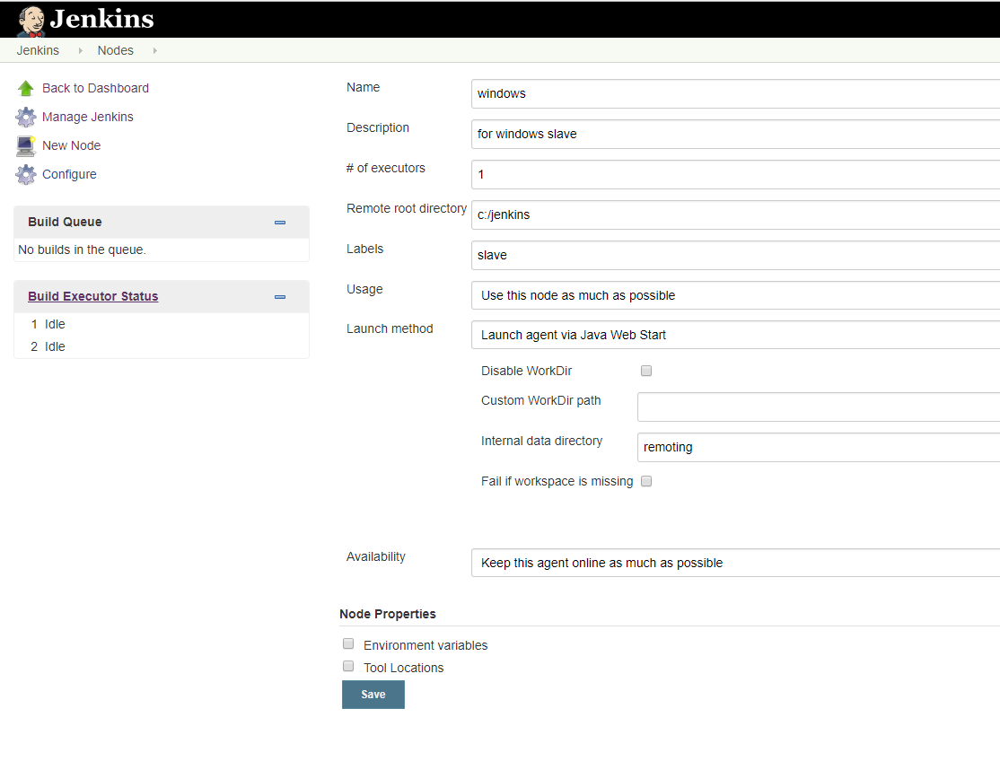 Jenkins
Jenkins Nodes
Back to Dashboard
Manage Jenkins
New Node
Configure
Build Queue
No builds in the queue.
Build Executor Status
1 Idle
2 Idle
Name windows
Description for windows slave
# of executors 1
Remote root directory c:/jenkins
Labels slave
Usage Use this node as much as possible
Launch method Launch agent via Java Web Start
Disable WorkDir
Custom WorkDir path
Internal data directory remoting
Fail if workspace is missing
Availability Keep this agent online as much as possible
Node Properties
Environment variables
Tool Locations
Save